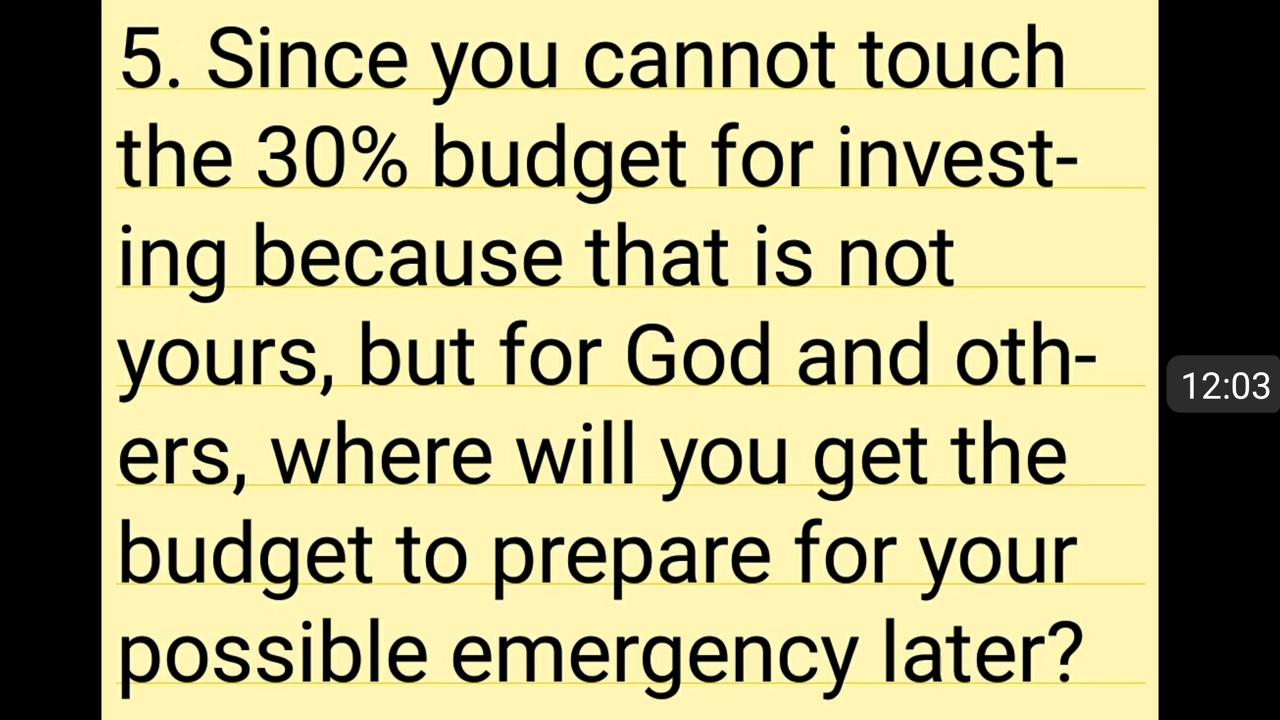 5. Since you cannot touch
the 30% budget for invest-
ing because that is not
yours, but for God and oth-
ers, where will you get the
budget to prepare for your
possible emergency later?
12:03